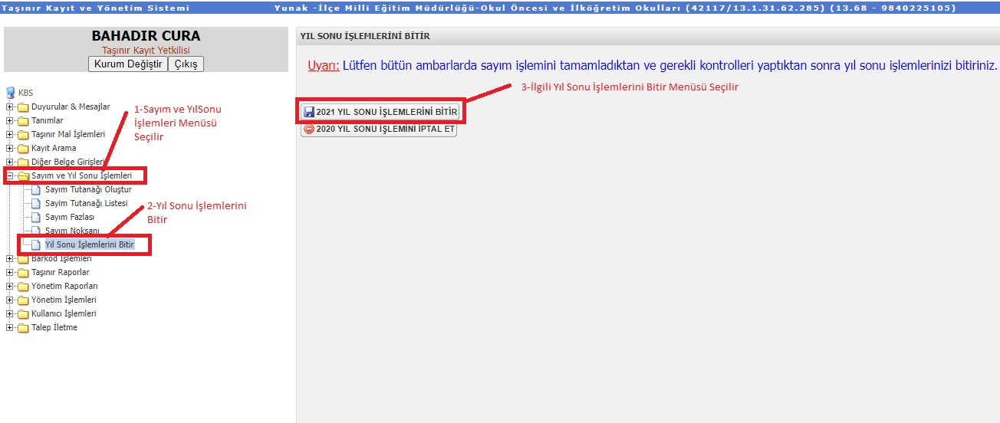 Taşınır Kayıt ve Yönetim Sistemi
Yunak -İlçe Milli Eğitim Müdürlüğü-Okul Öncesi ve İlköğretim Okulları (42117/13.1.31.62.285) (13.68 - 9840225105)
BAHADIR CURA
Taşınır Kayıt Yetkilisi
Kurum Değiştir Çıkış
KBS
Duyurular & Mesajlar
Tanımlar
Taşınır Mal İşlemleri
Kayıt Arama
Diğer Belge Girişleri
Sayım ve Yıl Sonu İşlemleri
Sayım Tutanağı Oluştur
Sayim Tutanağı Listesi
Sayım Fazlası
Sayım Noksanı
Yıl Sonu İşlemlerini Bitir
Barkod İşlemleri
Taşınır Raporlar
Yönetim Raporları
Yönetim İşlemleri
Kullanıcı İşlemleri
Talep İletme
1-Sayım ve YılSonu
İşlemleri Menüsü
Seçilir
2-Yıl Sonu İşlemlerini
Bitir
YIL SONU İŞLEMLERİNİ BİTİR
Uyarı: Lütfen bütün ambarlarda sayım işlemini tamamladıktan ve gerekli kontrolleri yaptıktan sonra yıl sonu işlemlerinizi bitiriniz.
3-İlgili Yıl Sonu İşlemlerini Bitir Menüsü Seçilir
2021 YIL SONU İŞLEMLERİNİ BİTİR
2020 YIL SONU İŞLEMİNİ İPTAL ET